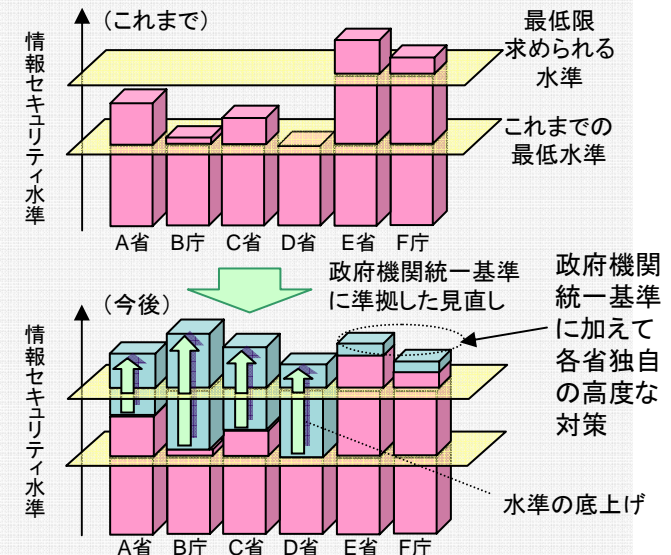 （これまで）
情報セキュリティ水準
最低限
求められる
水準
これまでの
最低水準
A省
B庁
C省
D省
E省
F庁
政府機関統一基準
に準拠した見直し
（今後）
情報セキュリティ水準
政府機関
統一基準
に加えて
各省独自
の高度な
対策
水準の底上げ
A省
B庁
C省
D省
E省
F庁